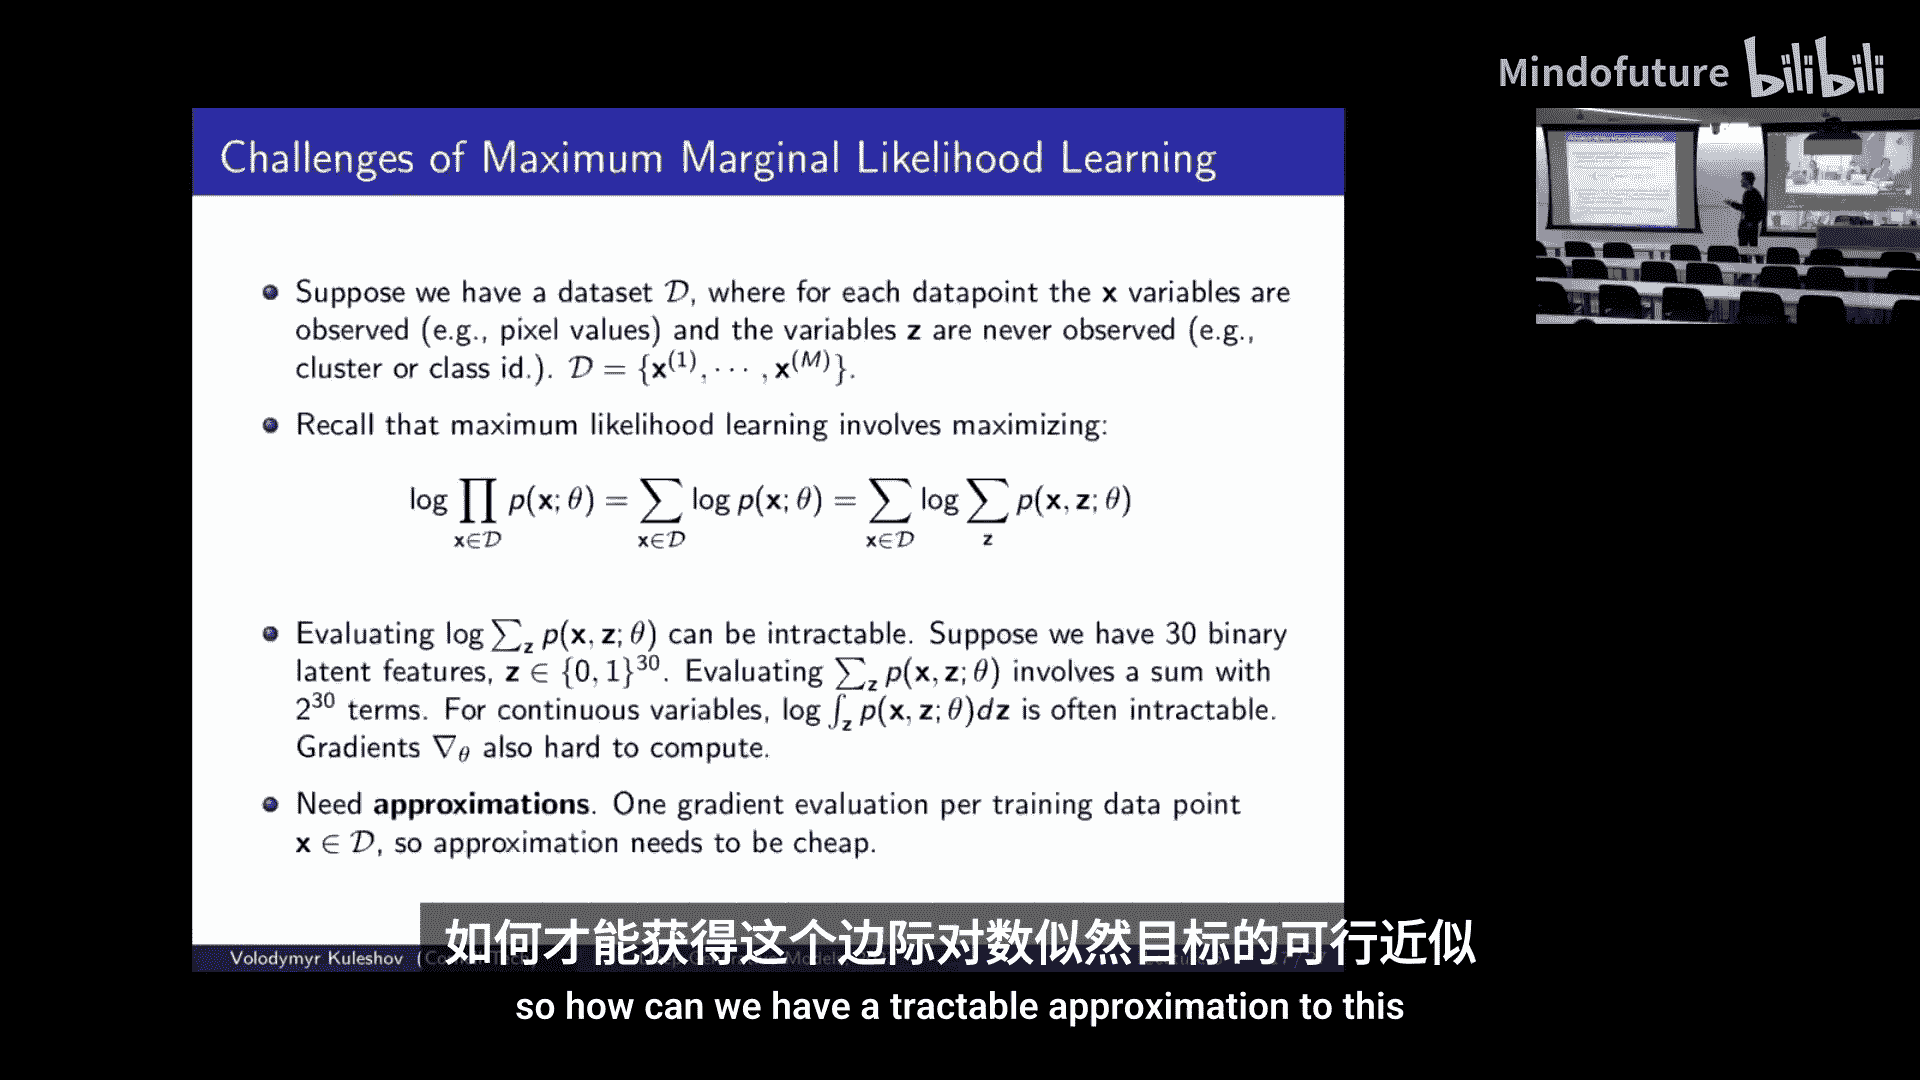 Mindofuture bilibili
Challenges of Maximum Marginal Likelihood Learning
Suppose we have a dataset 𝒟, where for each datapoint the x variables are
observed (e.g., pixel values) and the variables z are never observed (e.g.,
cluster or class id.). 𝒟 = {x⁽¹⁾, ⋯ , x⁽ᴹ⁾}.
Recall that maximum likelihood learning involves maximizing:
log ∏_{x∈𝒟} p(x; θ) = ∑_{x∈𝒟} log p(x; θ) = ∑_{x∈𝒟} log ∑_z p(x, z; θ)
Evaluating log ∑_z p(x, z; θ) can be intractable. Suppose we have 30 binary
latent features, z ∈ {0, 1}³⁰. Evaluating ∑_z p(x, z; θ) involves a sum with
2³⁰ terms. For continuous variables, log ∫_z p(x, z; θ)dz is often intractable.
Gradients ∇_θ also hard to compute.
Need approximations. One gradient evaluation per training data point
x ∈ 𝒟, so approximation needs to be cheap.
Volodymyr Kuleshov
如何才能获得这个边际对数似然目标的可行近似
so how can we have a tractable approximation to this